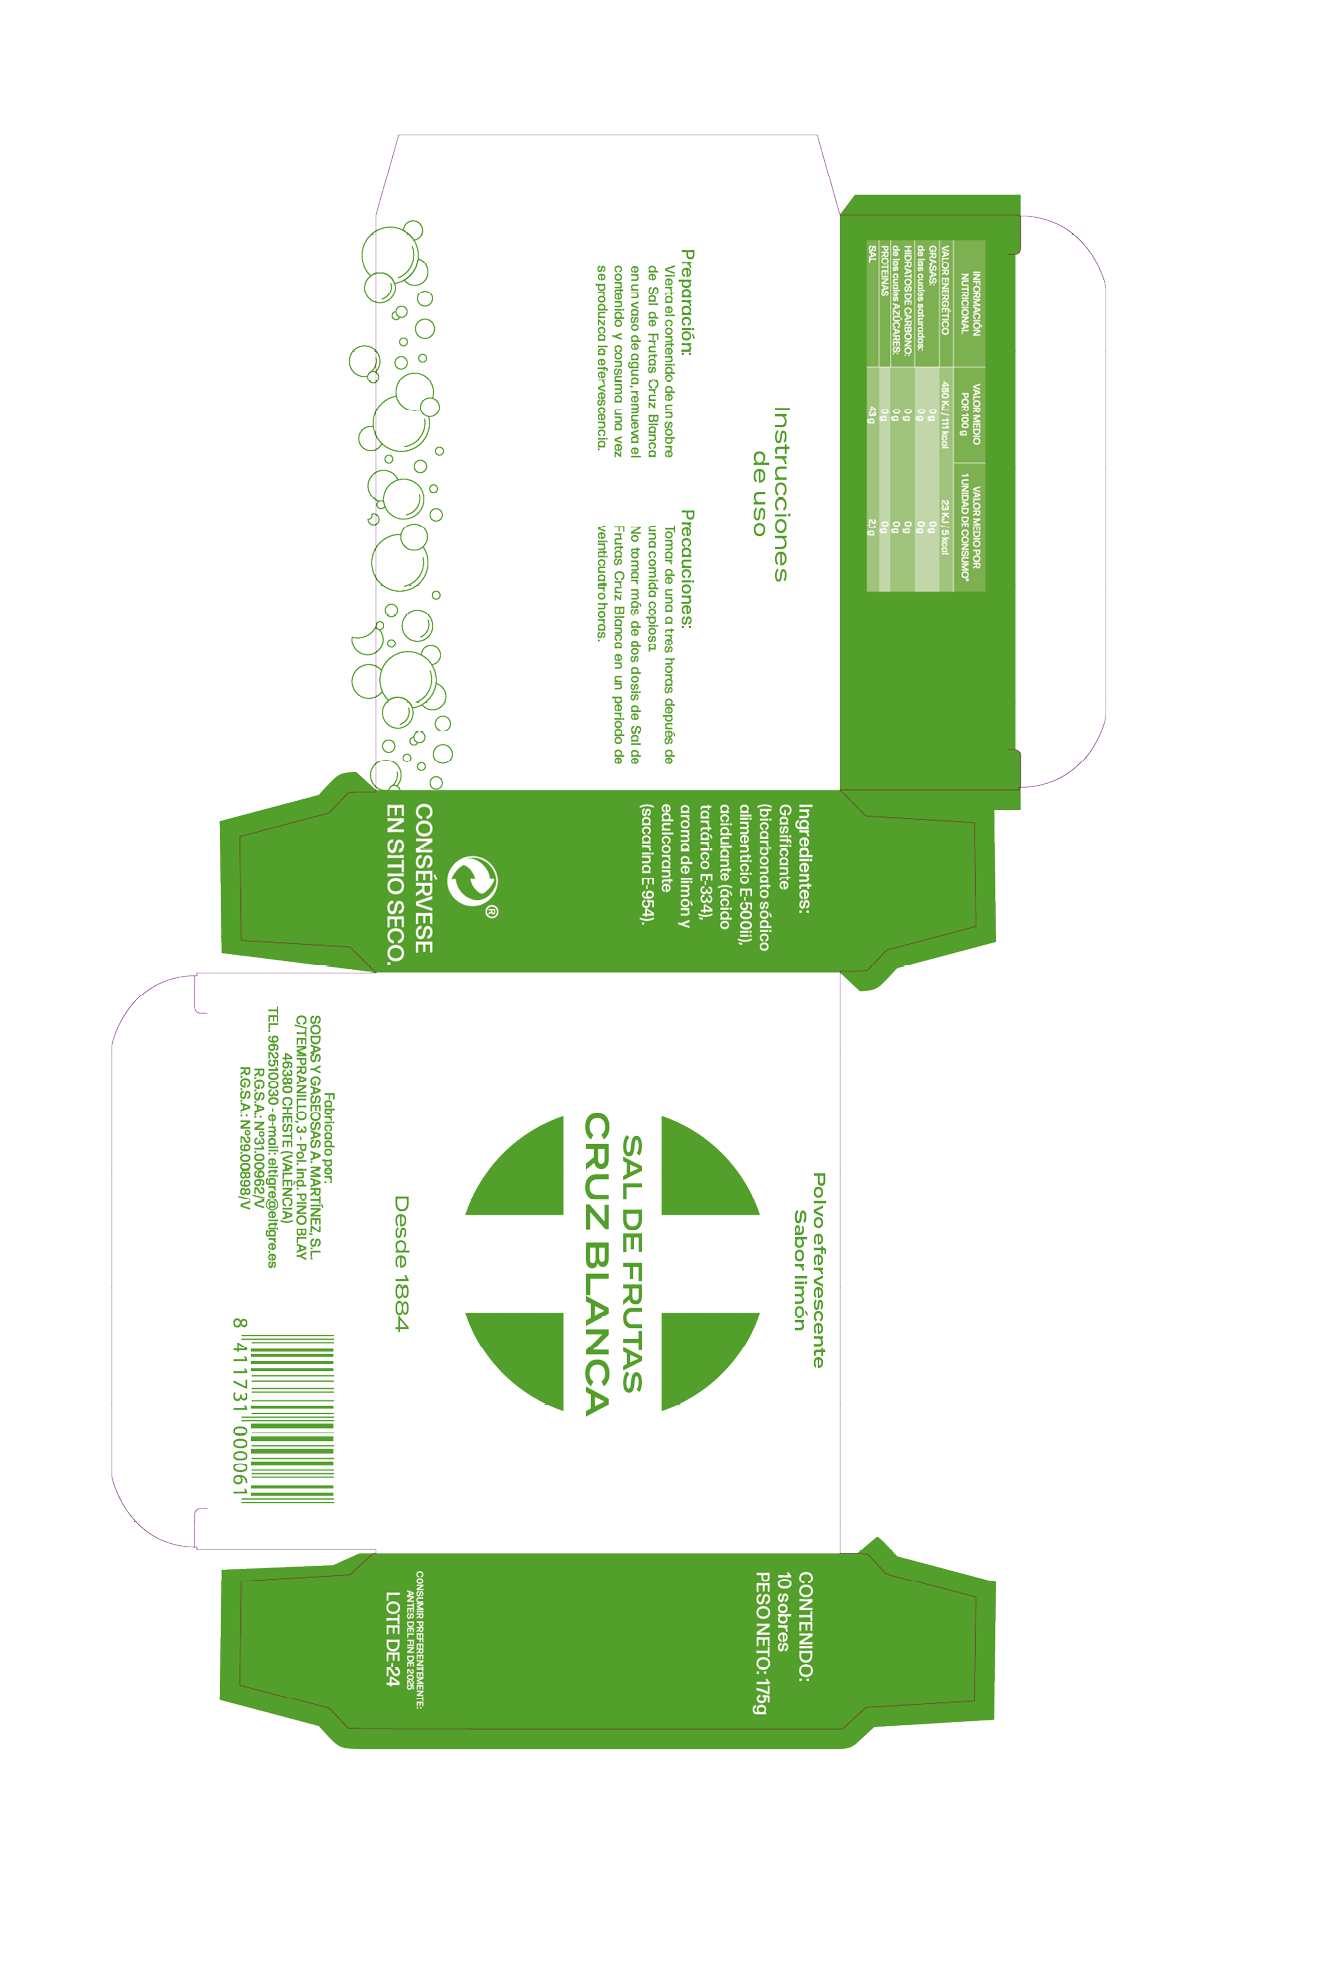 INFORMACIÓN
NUTRICIONAL
VALOR MEDIO
POR 100 g
VALOR MEDIO POR
1 UNIDAD DE CONSUMO*
VALOR ENERGÉTICO 480 KJ / 111 kcal 23 KJ / 5 kcal
GRASAS: 0 g 0g
de las cuales saturadas: 0 g 0g
HIDRATOS DE CARBONO: 0 g 0g
de los cuales AZÚCARES: 0 g 0g
PROTEINAS 0 g 0g
SAL 43 g 2,1 g
Instrucciones
de uso
Preparación:
Vierta el contenido de un sobre
de Sal de Frutas Cruz Blanca
en un vaso de agua, remueva el
contenido y consuma una vez
se produzca la efervescencia.
Precauciones:
Tomar de una a tres horas depués de
una comida copiosa.
No tomar más de dos dosis de Sal de
Frutas Cruz Blanca en un periodo de
veinticuatro horas.
Ingredientes:
Gasificante
(bicarbonato sódico
alimenticio E-500ii),
acidulante (ácido
tartárico E-334),
aroma de limón y
edulcorante
(sacarina E-954).
®
CONSÉRVESE
EN SITIO SECO.
Polvo efervescente
Sabor limón
SAL DE FRUTAS
CRUZ BLANCA
Desde 1884
Fabricado por:
SODAS Y GASEOSAS A. MARTÍNEZ, S.L.
C/TEMPRANILLO, 3 - Pol. Ind. PINO BLAY
46380 CHESTE (VALÈNCIA)
TEL. 962510030 - e-mail: eltigre@eltigre.es
R.G.S.A.: Nº31.00962/V
R.G.S.A.: Nº29.00898/V
8 411731 000061
CONTENIDO:
10 sobres
PESO NETO: 175g
CONSUMIR PREFERENTEMENTE:
ANTES DEL FIN DE 2025
LOTE DE-24